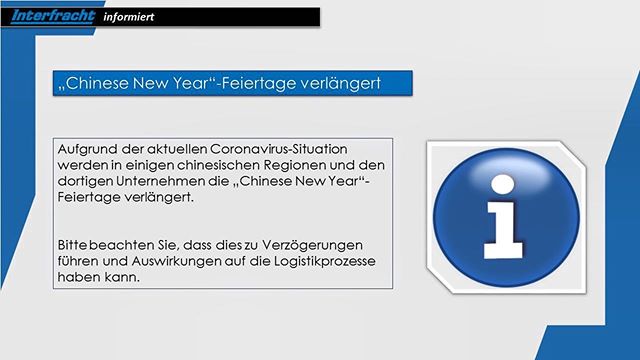 Interfracht informiert
„Chinese New Year“-Feiertage verlängert
Aufgrund der aktuellen Coronavirus-Situation
werden in einigen chinesischen Regionen und den
dortigen Unternehmen die „Chinese New Year“-
Feiertage verlängert.
Bitte beachten Sie, dass dies zu Verzögerungen
führen und Auswirkungen auf die Logistikprozesse
haben kann.
i